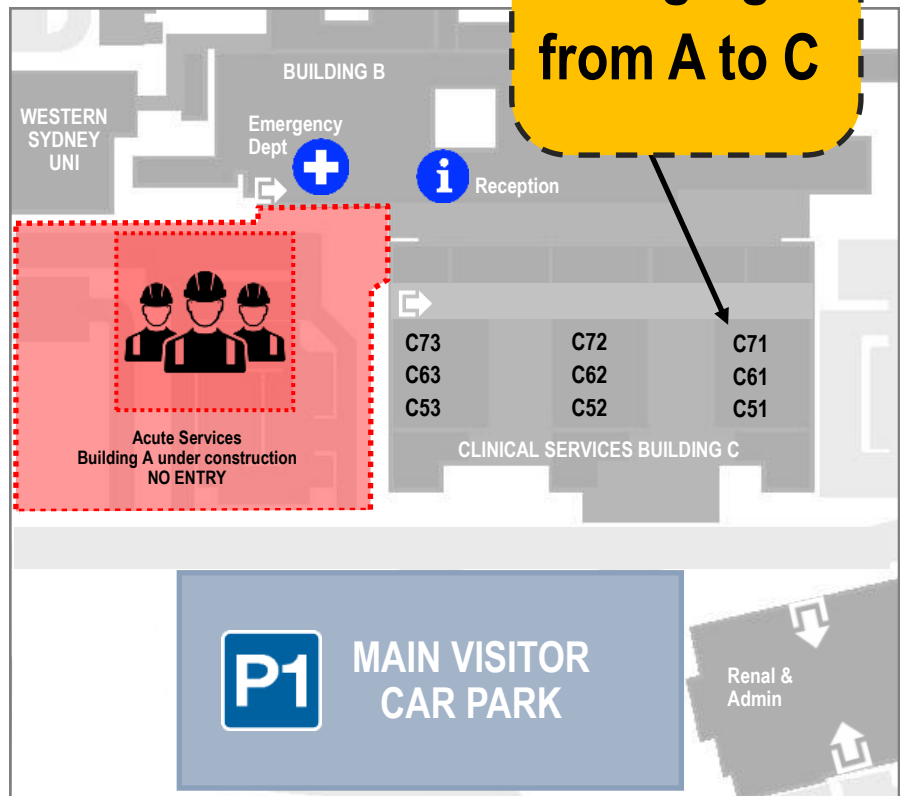 from A to C
BUILDING B
WESTERN
SYDNEY
UNI
Emergency
Dept
i
Reception
C73 C72 C71
C63 C62 C61
C53 C52 C51
Acute Services
Building A under construction
NO ENTRY
CLINICAL SERVICES BUILDING C
P1
MAIN VISITOR
CAR PARK
Renal &
Admin